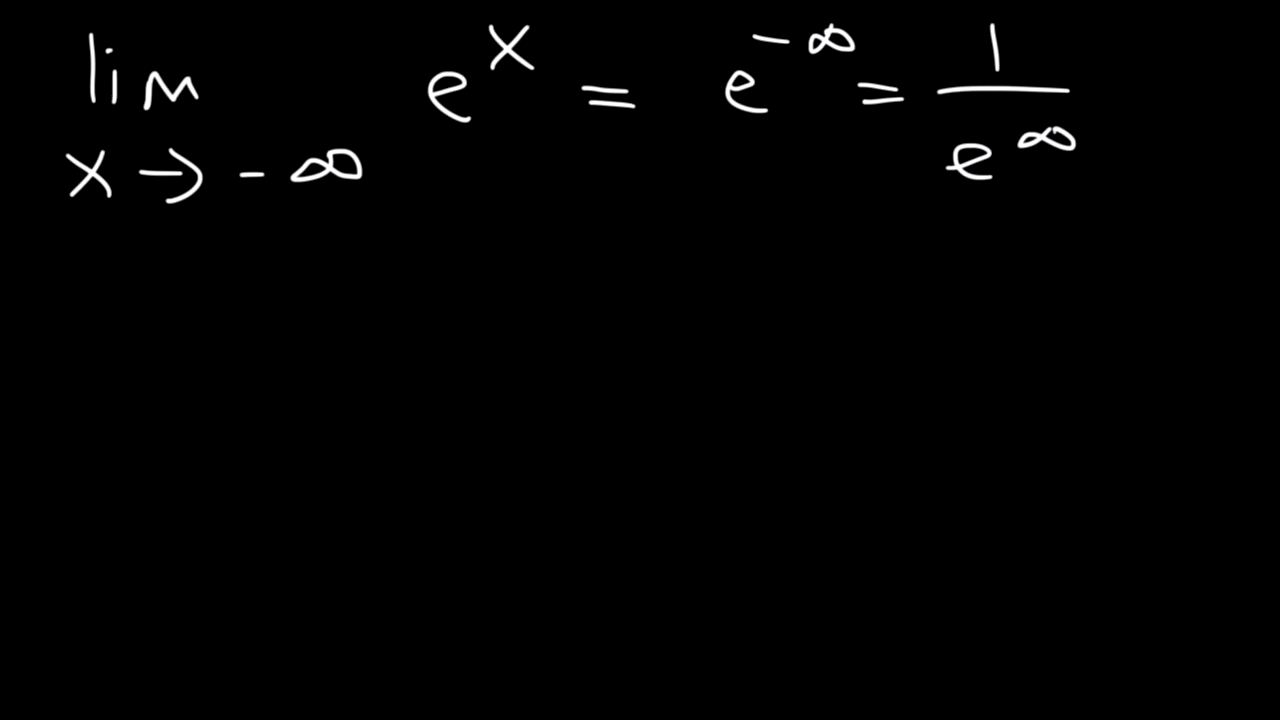 lim e^x = e^-∞ = 1/e^∞
x → -∞